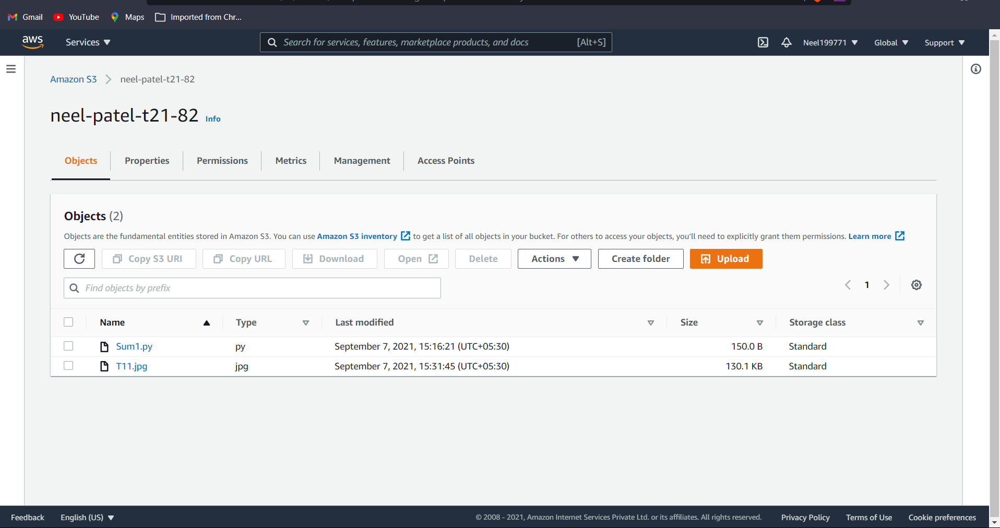 Gmail YouTube Maps Imported from Chr...
aws Services Search for services, features, marketplace products, and docs [Alt+S] Neel199771 Global Support
Amazon S3 neel-patel-t21-82
neel-patel-t21-82 Info
Objects Properties Permissions Metrics Management Access Points
Objects (2)
Objects are the fundamental entities stored in Amazon S3. You can use Amazon S3 inventory to get a list of all objects in your bucket. For others to access your objects, you'll need to explicitly grant them permissions. Learn more
Copy S3 URI Copy URL Download Open Delete Actions Create folder Upload
Find objects by prefix 1
Name Type Last modified Size Storage class
Sum1.py py September 7, 2021, 15:16:21 (UTC+05:30) 150.0 B Standard
T11.jpg jpg September 7, 2021, 15:31:45 (UTC+05:30) 130.1 KB Standard
Feedback English (US) © 2008 - 2021, Amazon Internet Services Private Ltd. or its affiliates. All rights reserved. Privacy Policy Terms of Use Cookie preferences